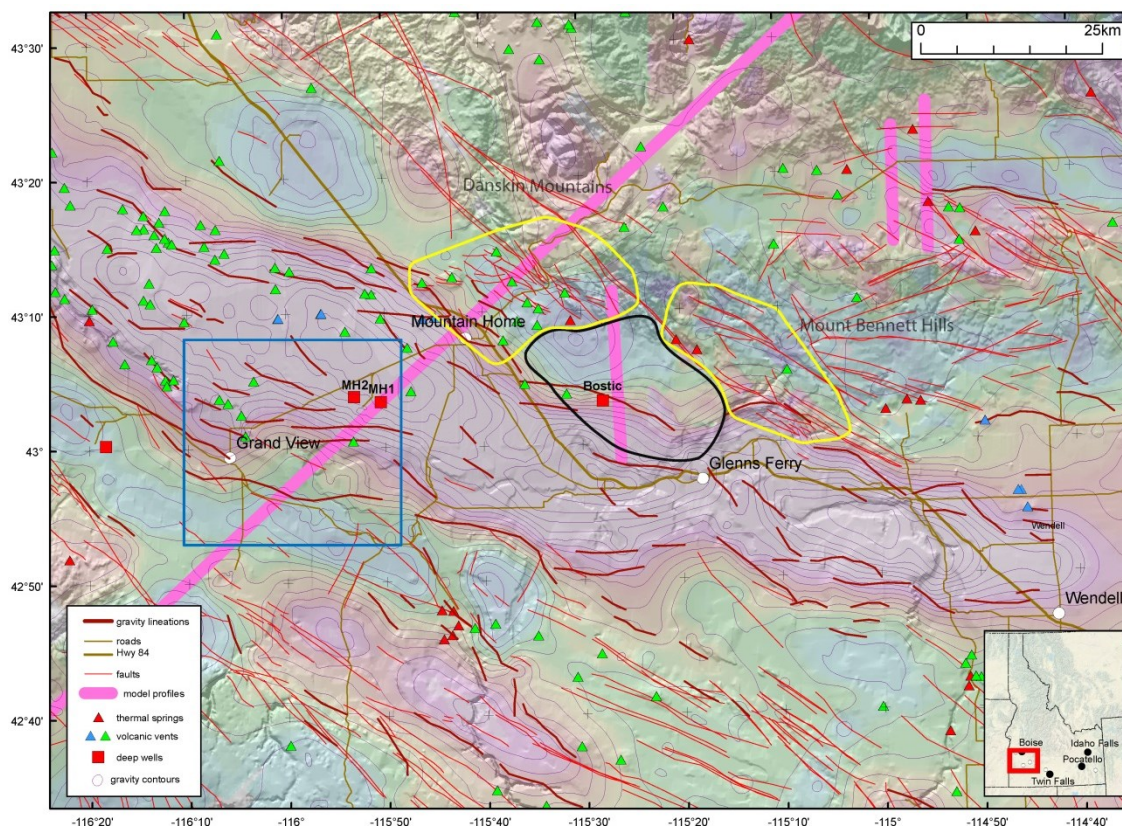 43°30'
0 25km
43°20'
Danskin Mountains
43°10'
Mountain Home
Mount Bennett Hills
MH2
MH1
Bostic
43°
Grand View
Glenns Ferry
Wendell
42°50'
Wendell
gravity lineations
roads
Hwy 84
faults
model profiles
thermal springs
volcanic vents
deep wells
gravity contours
42°40'
Boise
Idaho Falls
Pocatello
Twin Falls
-116°20' -116°10' -116° -115°50' -115°40' -115°30' -115°20' -115°10' -115° -114°50' -114°40'